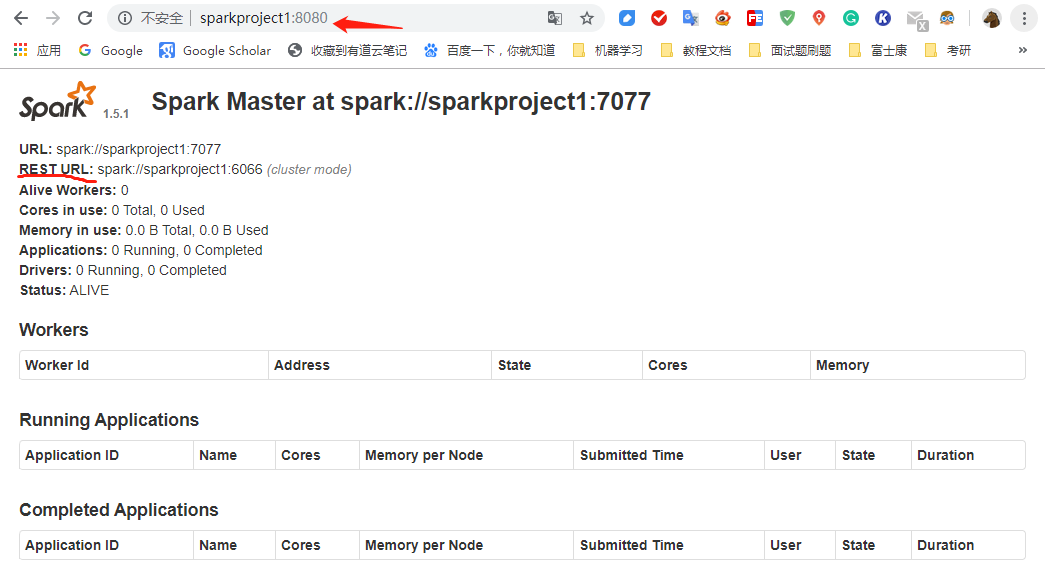 不安全 sparkproject1:8080
应用 Google Google Scholar 收藏到有道云笔记 百度一下，你就知道 机器学习 教程文档 面试题刷题 富士康 考研 »
Spark 1.5.1 Spark Master at spark://sparkproject1:7077
URL: spark://sparkproject1:7077
REST URL: spark://sparkproject1:6066 (cluster mode)
Alive Workers: 0
Cores in use: 0 Total, 0 Used
Memory in use: 0.0 B Total, 0.0 B Used
Applications: 0 Running, 0 Completed
Drivers: 0 Running, 0 Completed
Status: ALIVE
Workers
Worker Id Address State Cores Memory
Running Applications
Application ID Name Cores Memory per Node Submitted Time User State Duration
Completed Applications
Application ID Name Cores Memory per Node Submitted Time User State Duration